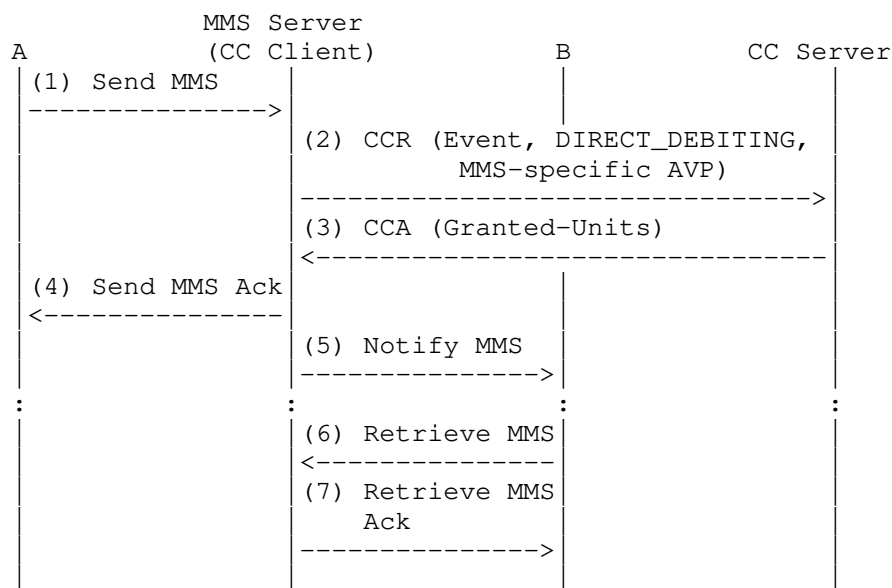 MMS Server
A (CC Client) B CC Server
(1) Send MMS
(2) CCR (Event, DIRECT_DEBITING,
MMS-specific AVP)
(3) CCA (Granted-Units)
(4) Send MMS Ack
(5) Notify MMS
: : : :
(6) Retrieve MMS
(7) Retrieve MMS
Ack